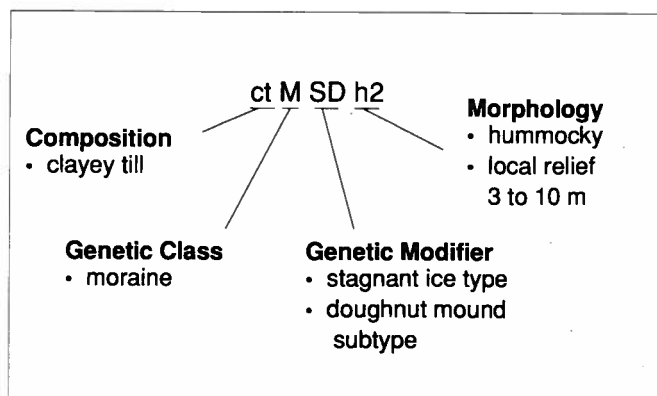 ct M SD h2
Composition
• clayey till
Morphology
• hummocky
• local relief
3 to 10 m
Genetic Class
• moraine
Genetic Modifier
• stagnant ice type
• doughnut mound
subtype